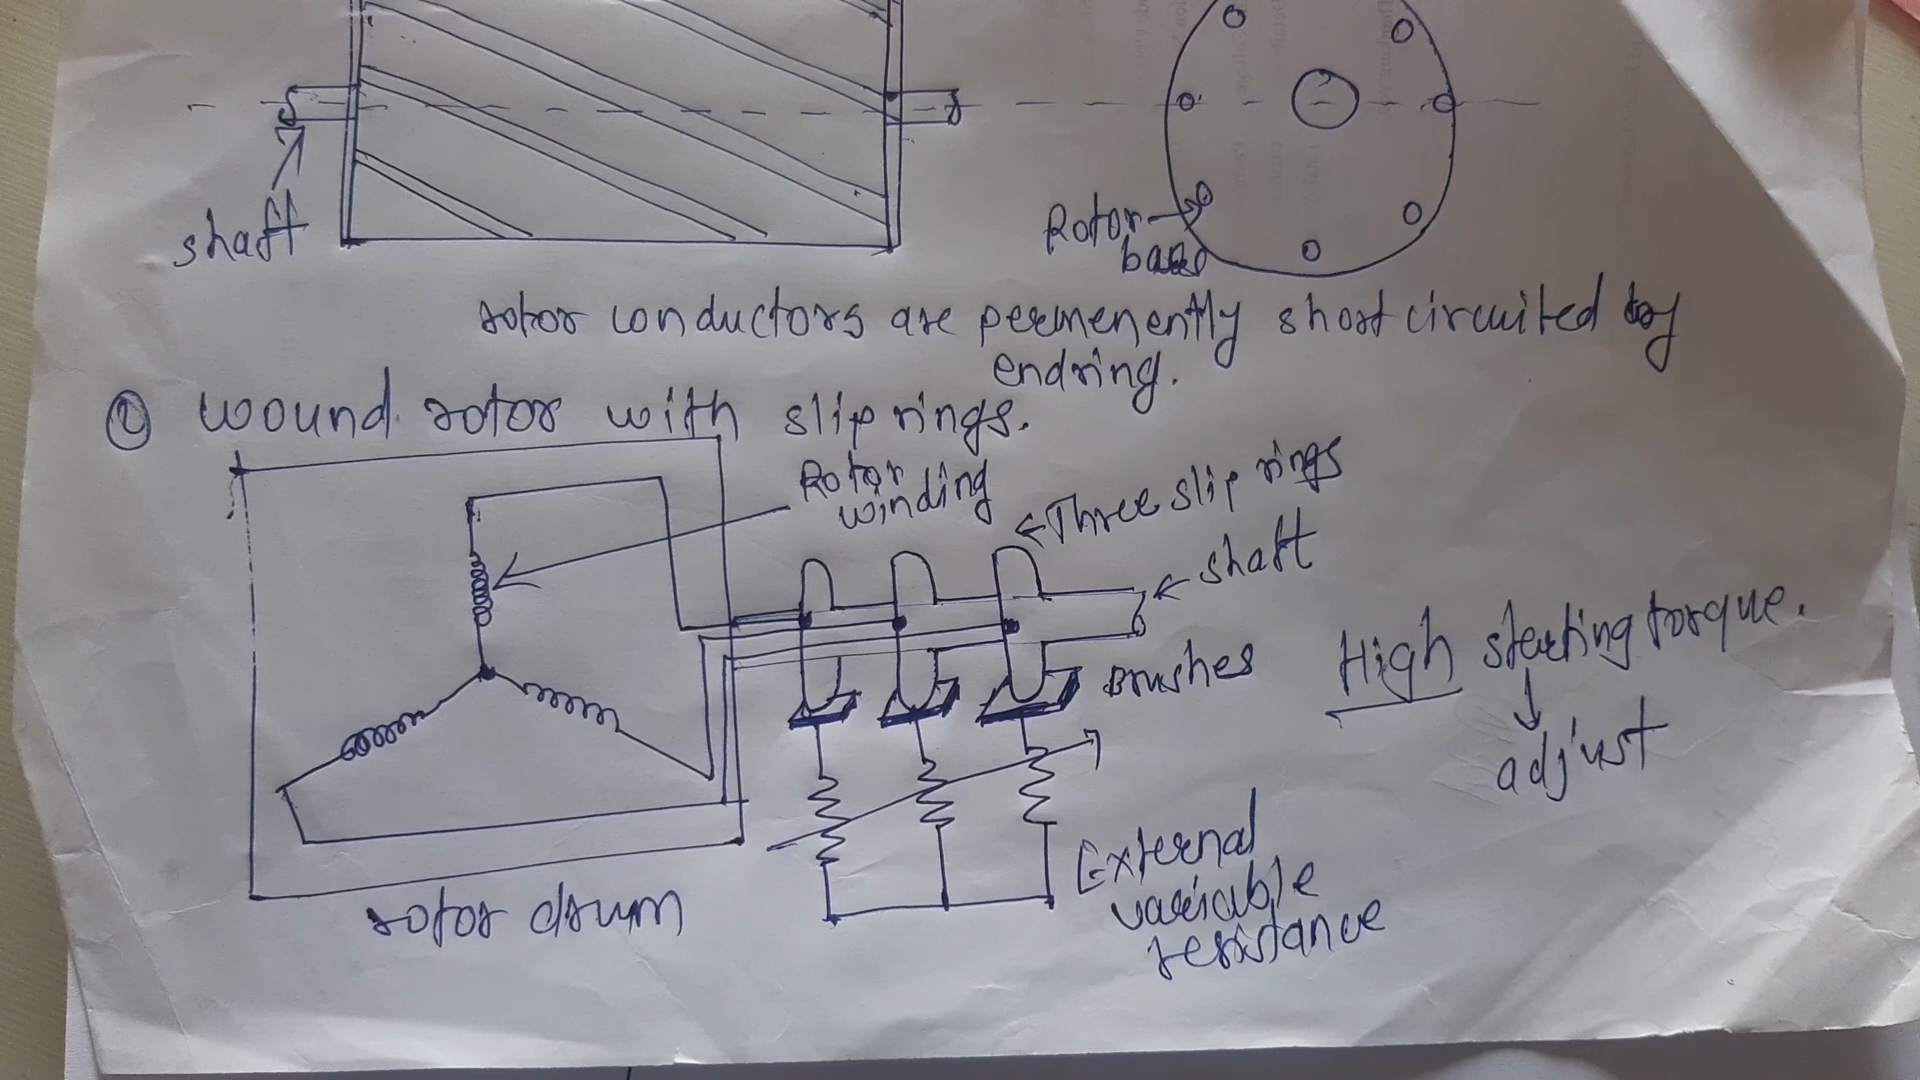 shaft
Rotor
bars
rotor conductors are permenently short circuited by
endring.
② wound rotor with slip rings.
Rotor
winding
Three slip rings
shaft
Brushes
High starting torque.
adjust
External
variable
resistance
rotor drum